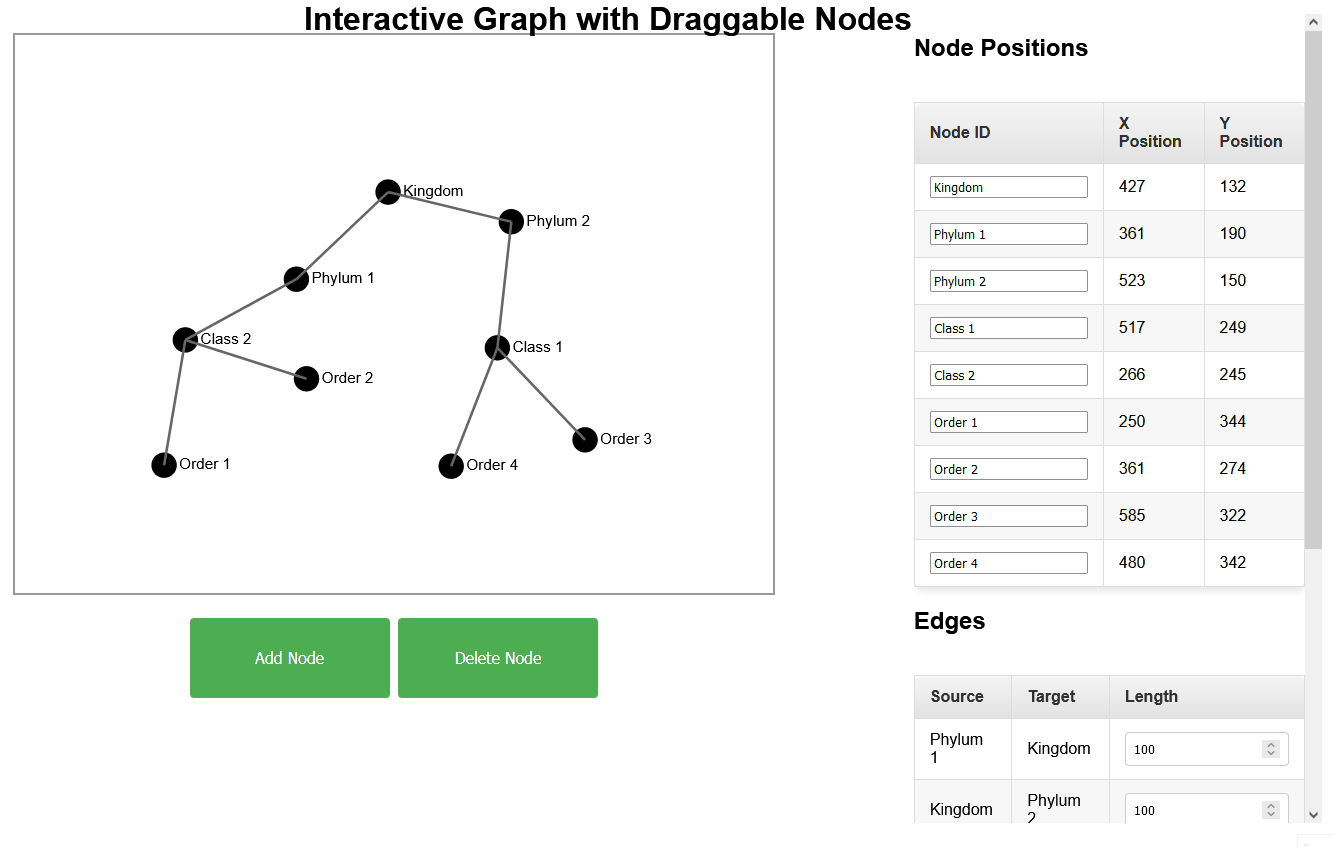 Interactive Graph with Draggable Nodes
Kingdom
Phylum 2
Phylum 1
Class 2
Class 1
Order 2
Order 3
Order 1
Order 4
Add Node
Delete Node
Node Positions
Node ID
X
Position
Y
Position
Kingdom 427 132
Phylum 1 361 190
Phylum 2 523 150
Class 1 517 249
Class 2 266 245
Order 1 250 344
Order 2 361 274
Order 3 585 322
Order 4 480 342
Edges
Source Target Length
Phylum
1
Kingdom
100
Kingdom
Phylum
2
100